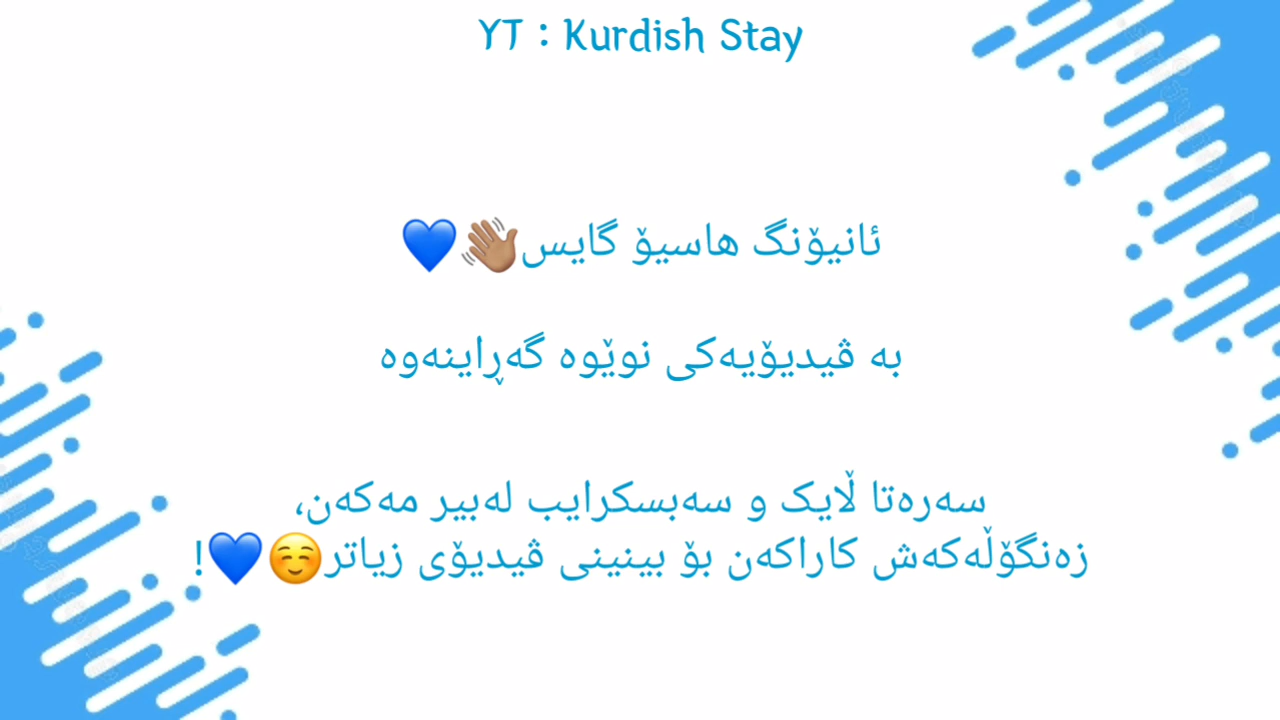 YT : Kurdish Stay
ئانیۆنگ هاسیۆ گایس👋🏽💙
بە ڤیدیۆیەکی نوێوە گەڕاینەوە
سەرەتا ڵایک و سەبسکرایب لەبیر مەکەن،
زەنگۆڵەکەش کاراکەن بۆ بینینی ڤیدیۆی زیاتر☺️💙!